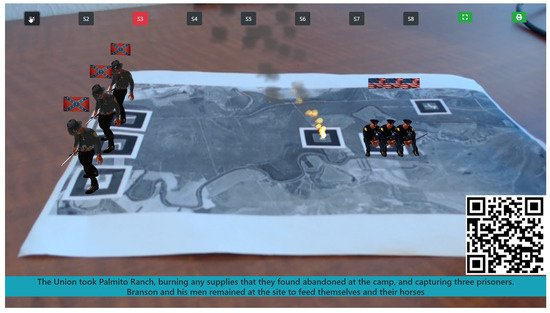 S2
S3
S4
S5
S6
S7
S8
The Union took Palmito Ranch, burning any supplies that they found abandoned at the camp, and capturing three prisoners.
Branson and his men remained at the site to feed themselves and their horses